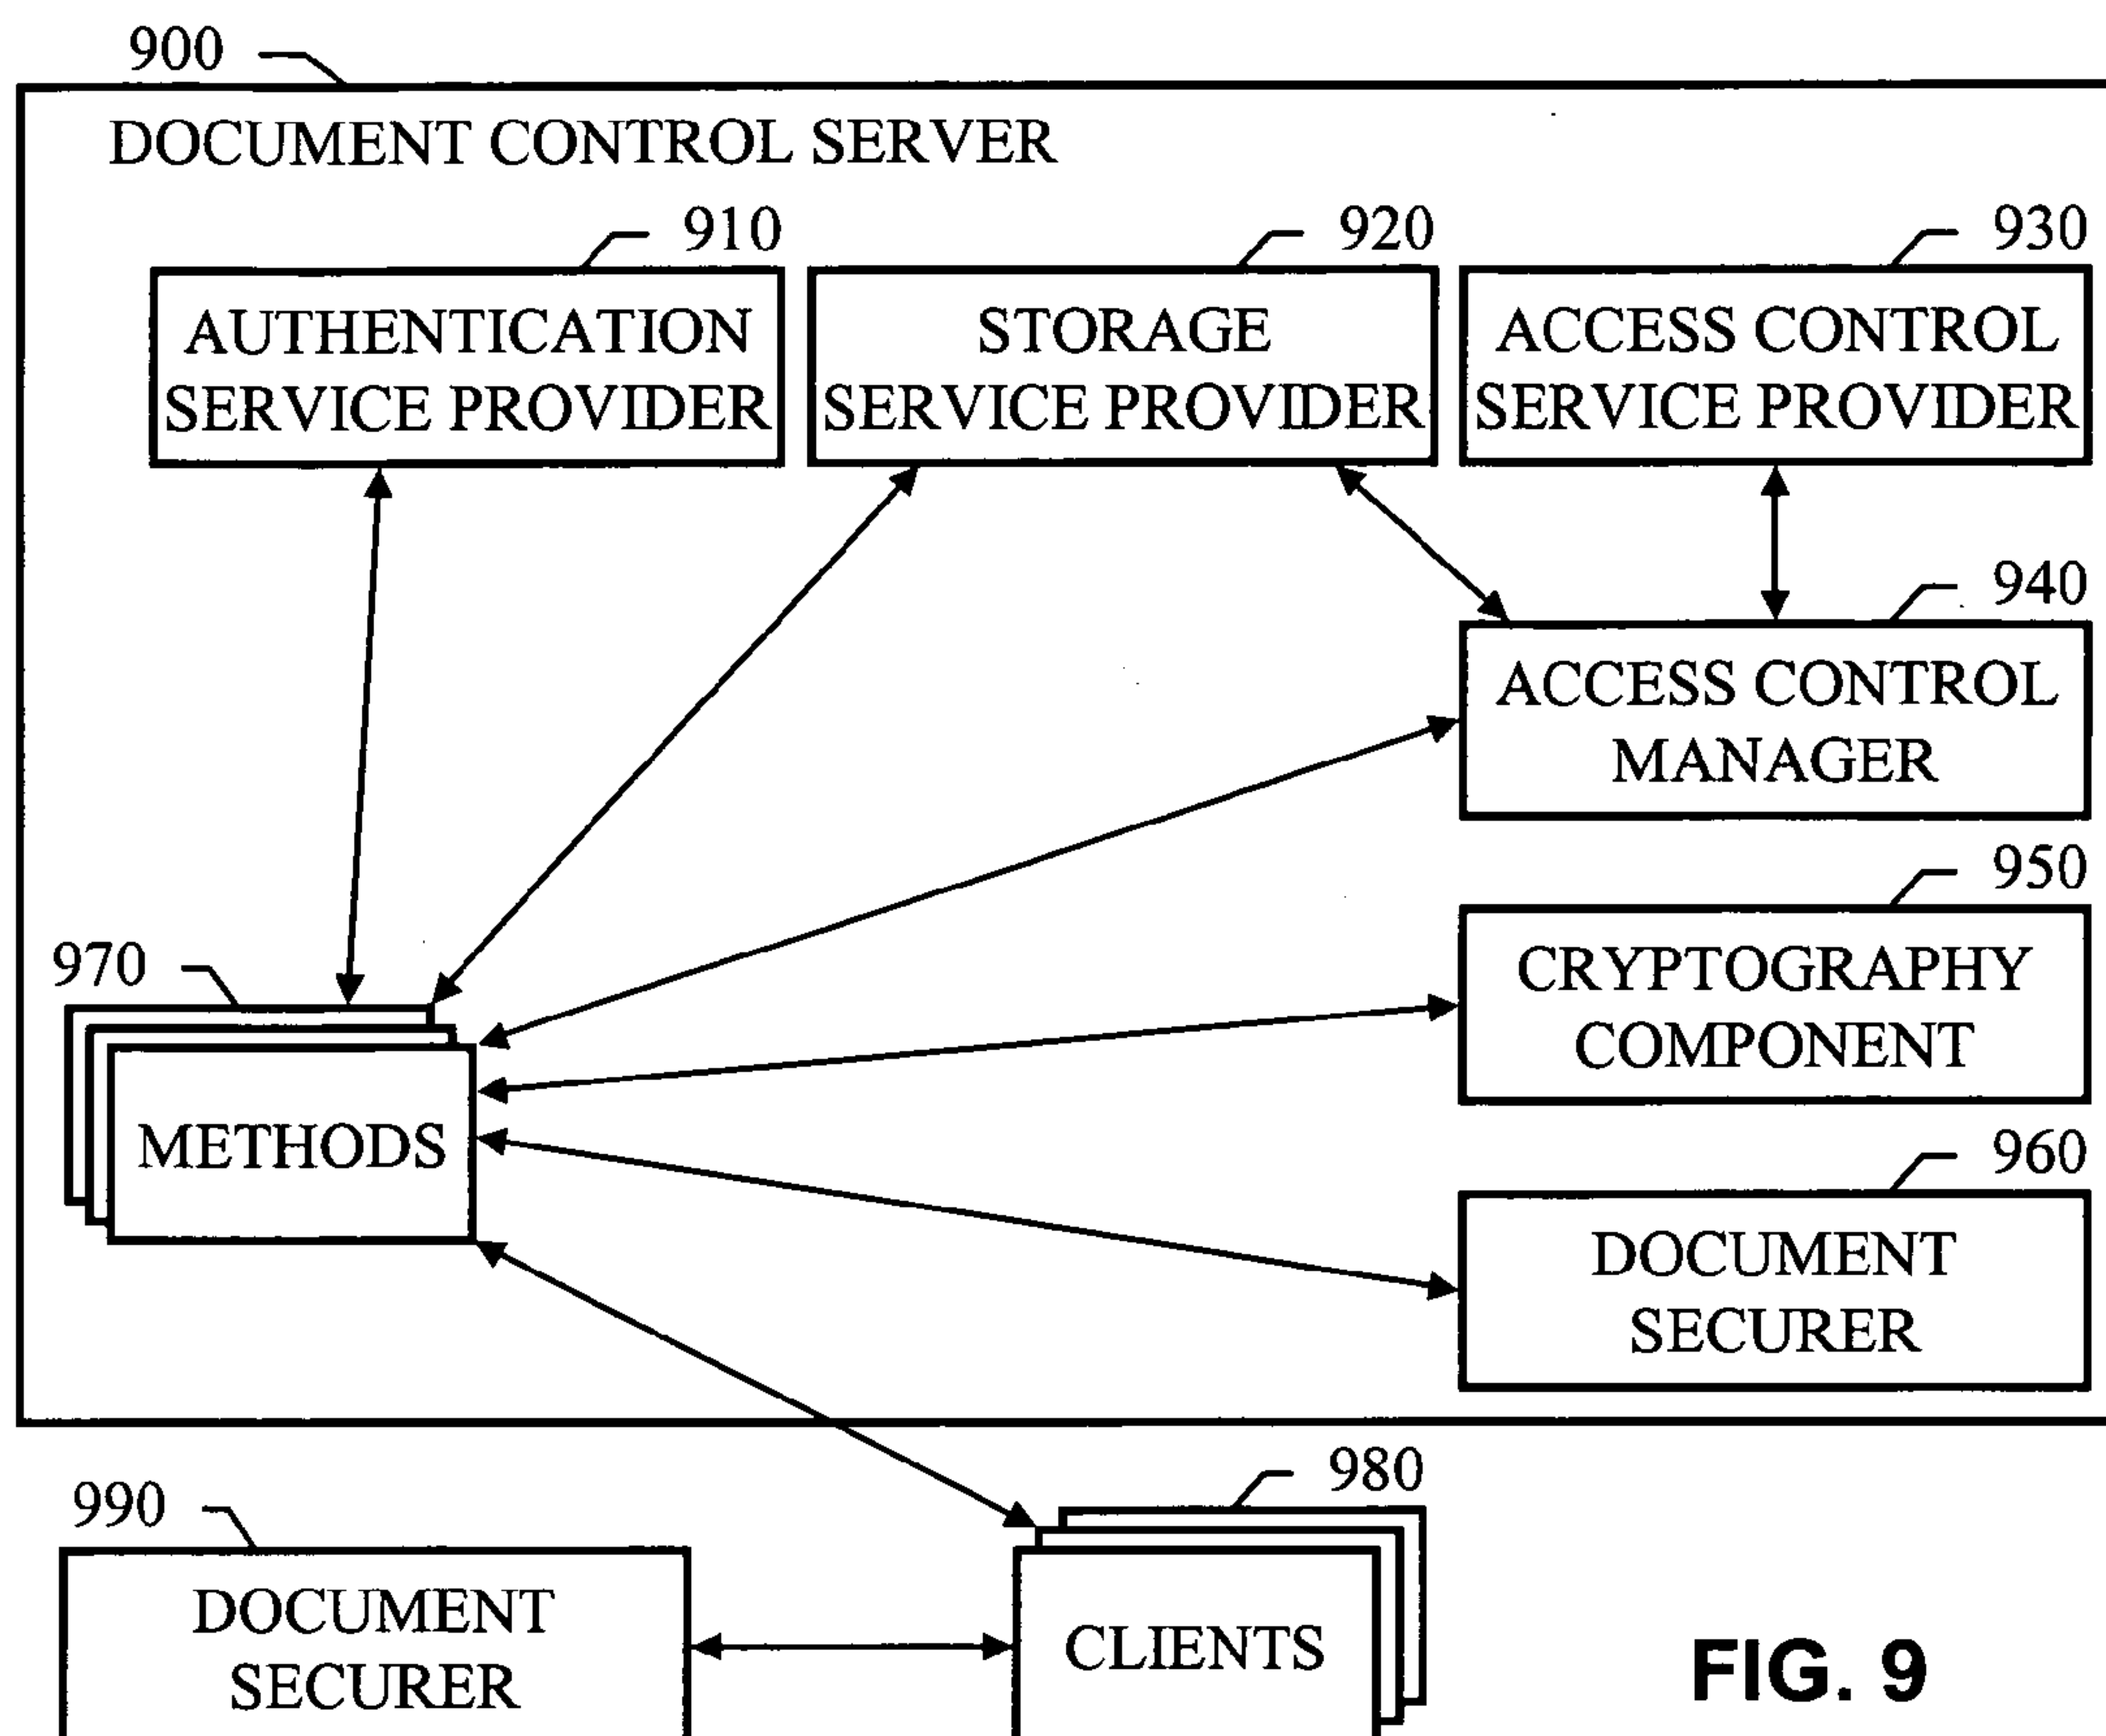 900
DOCUMENT CONTROL SERVER
910
920
930
AUTHENTICATION
SERVICE PROVIDER
STORAGE
SERVICE PROVIDER
ACCESS CONTROL
SERVICE PROVIDER
940
ACCESS CONTROL
MANAGER
950
CRYPTOGRAPHY
COMPONENT
970
METHODS
960
DOCUMENT
SECURER
980
990
DOCUMENT
SECURER
CLIENTS
FIG. 9